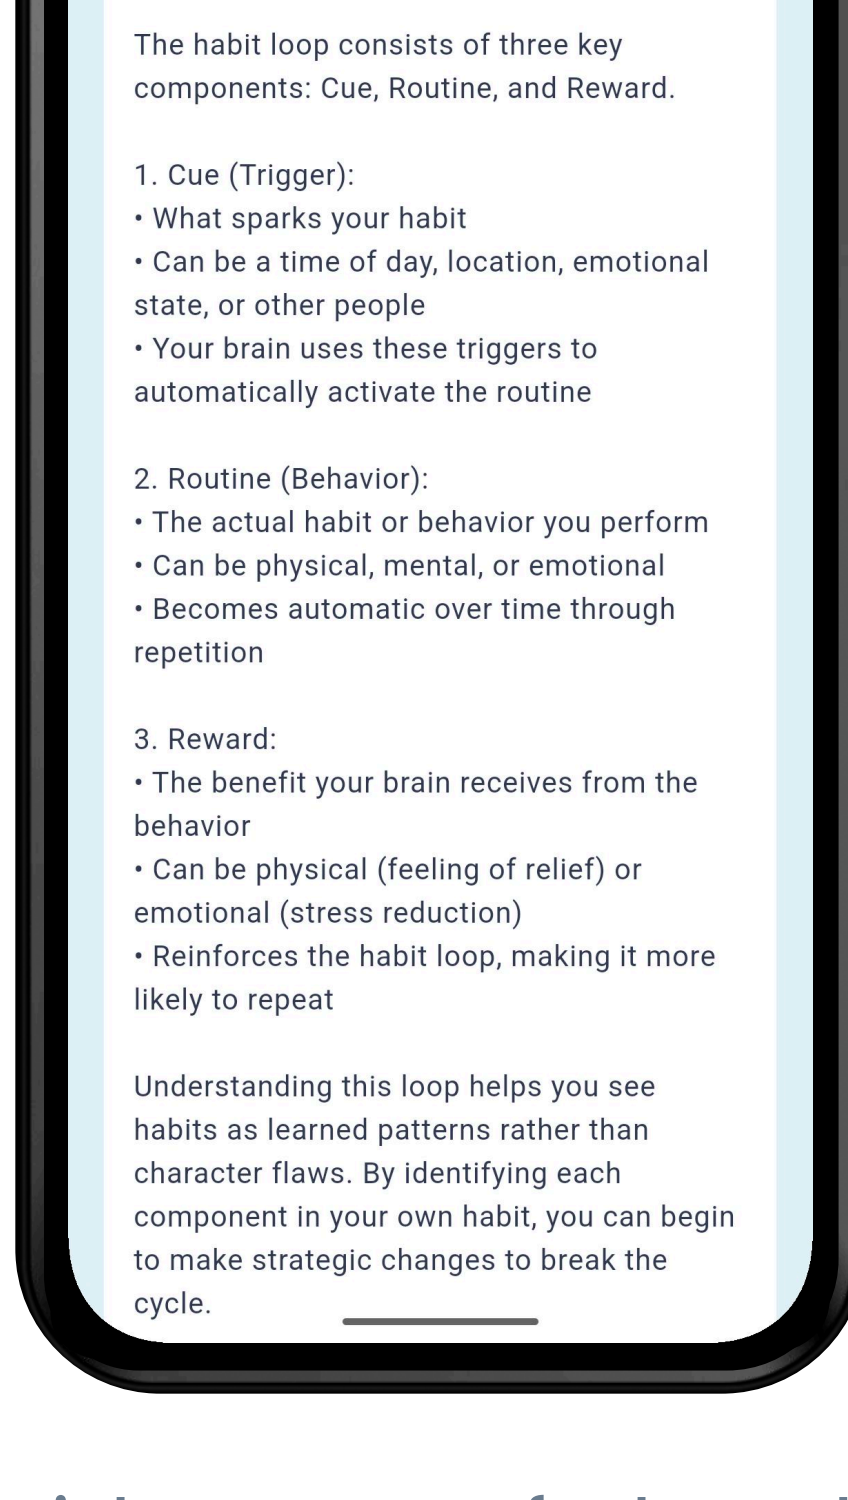 The habit loop consists of three key
components: Cue, Routine, and Reward.
1. Cue (Trigger):
• What sparks your habit
• Can be a time of day, location, emotional
state, or other people
• Your brain uses these triggers to
automatically activate the routine
2. Routine (Behavior):
• The actual habit or behavior you perform
• Can be physical, mental, or emotional
• Becomes automatic over time through
repetition
3. Reward:
• The benefit your brain receives from the
behavior
• Can be physical (feeling of relief) or
emotional (stress reduction)
• Reinforces the habit loop, making it more
likely to repeat
Understanding this loop helps you see
habits as learned patterns rather than
character flaws. By identifying each
component in your own habit, you can begin
to make strategic changes to break the
cycle.